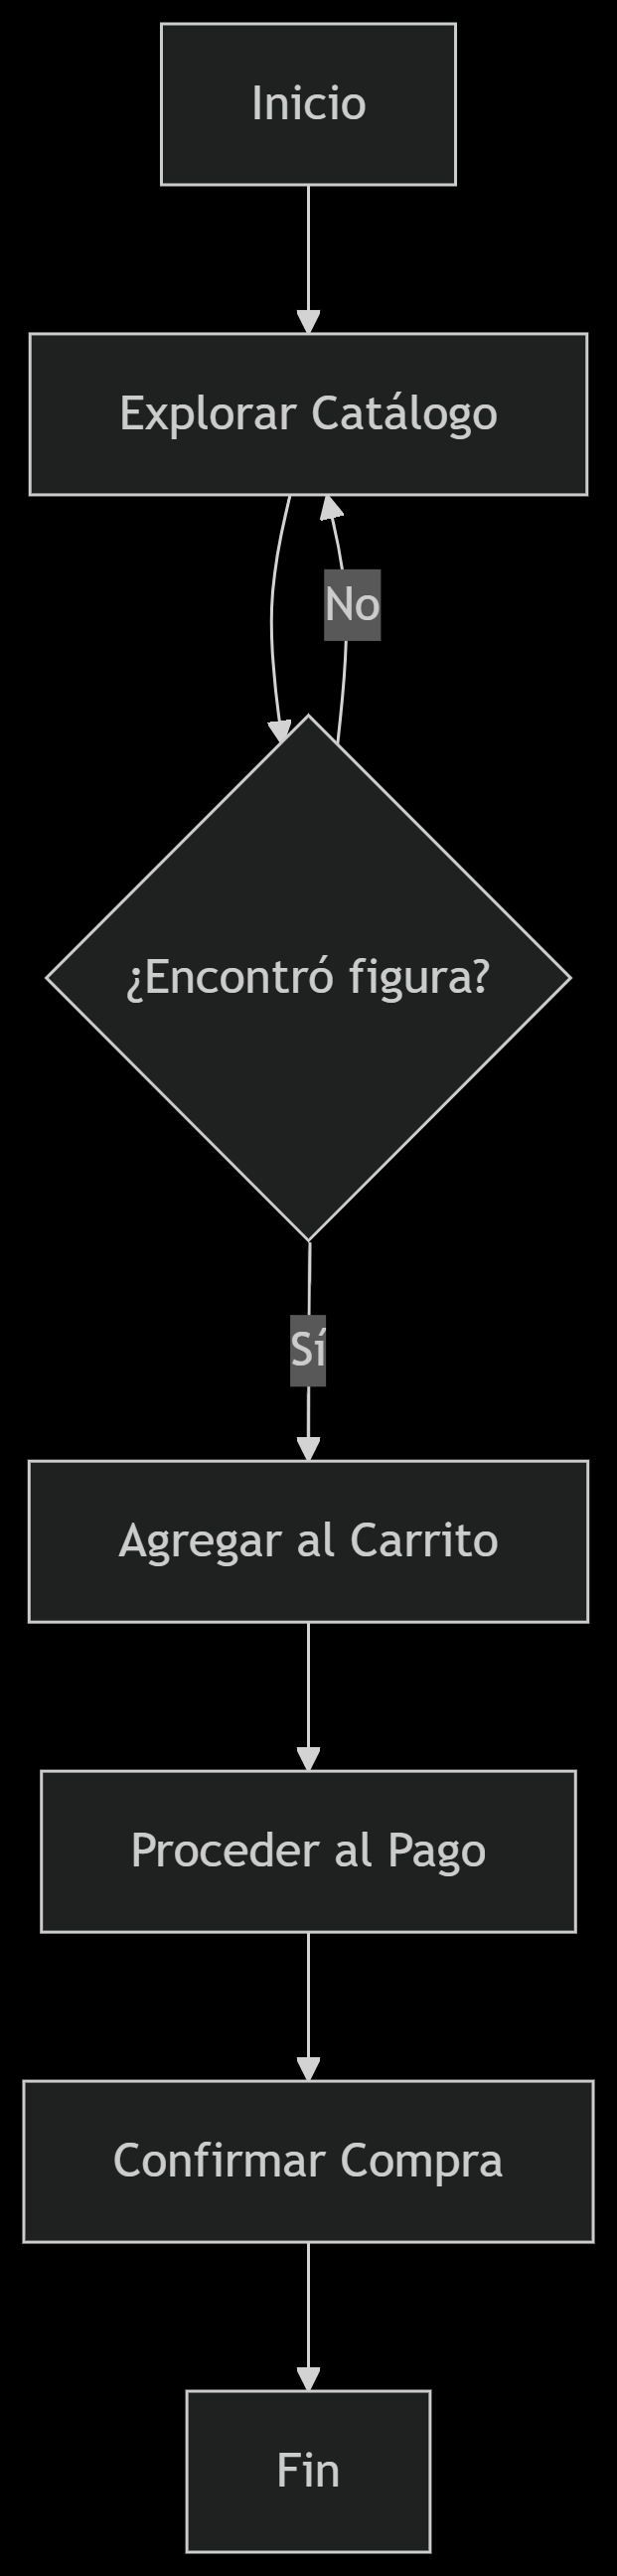 Inicio
Explorar Catálogo
No
¿Encontró figura?
Sí
Agregar al Carrito
Proceder al Pago
Confirmar Compra
Fin